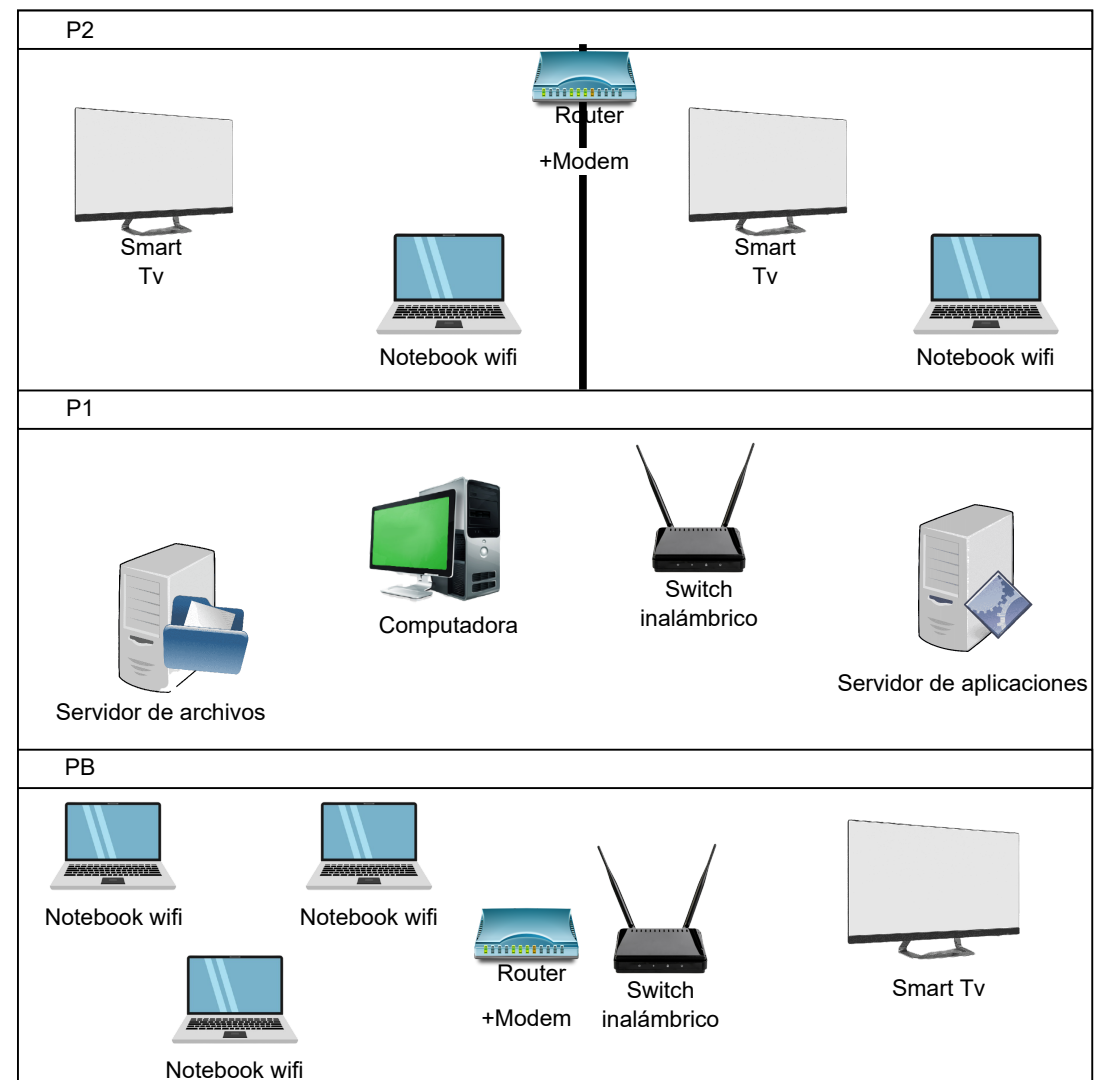 P2
Router
+Modem
Smart
Tv
Smart
Tv
Notebook wifi
Notebook wifi
P1
Switch
inalámbrico
Computadora
Servidor de aplicaciones
Servidor de archivos
PB
Notebook wifi
Notebook wifi
Router
+Modem
Switch
inalámbrico
Smart Tv
Notebook wifi